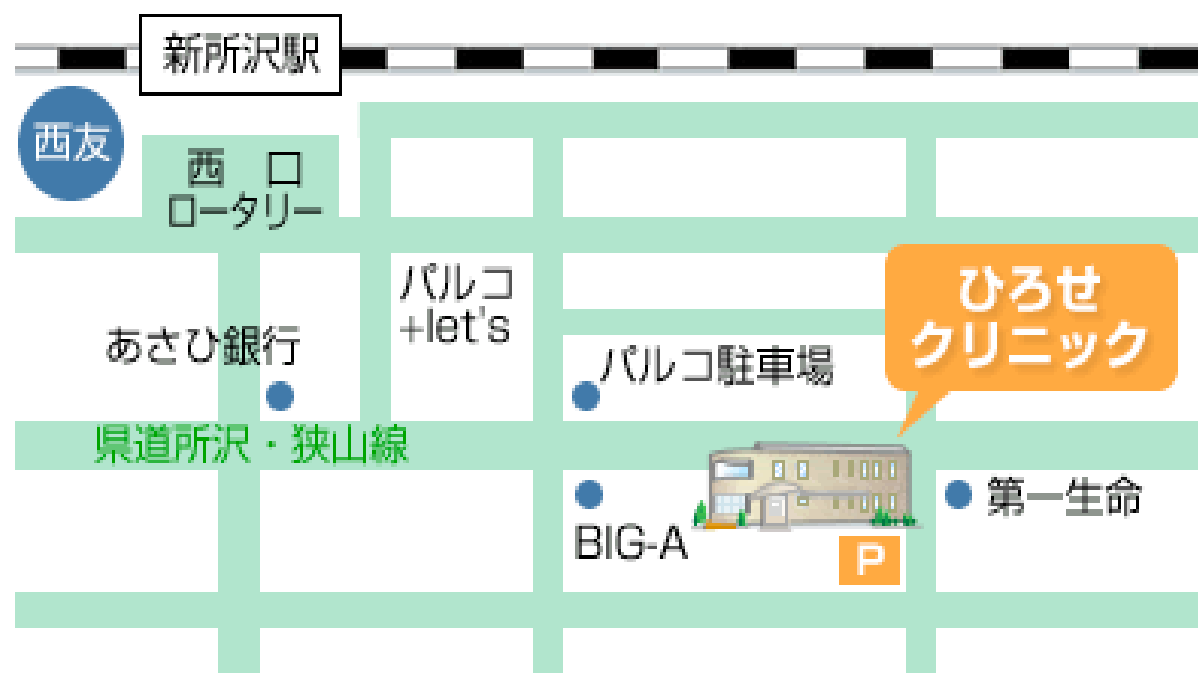 新所沢駅
西友
西 口
ロータリー
パルコ
+let's
ひろせ
クリニック
あさひ銀行
パルコ駐車場
県道所沢・狭山線
第一生命
BIG-A
P